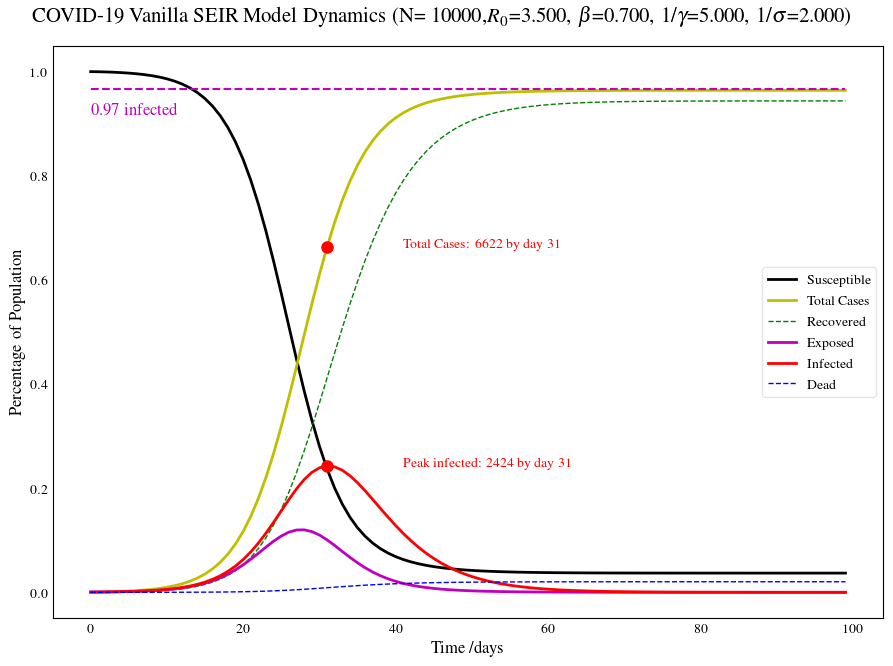 COVID-19 Vanilla SEIR Model Dynamics (N= 10000,R₀=3.500, β=0.700, 1/γ=5.000, 1/σ=2.000)
1.0
0.97 infected
0.8
Total Cases: 6622 by day 31
0.6
Susceptible
Total Cases
Recovered
Exposed
Infected
Dead
Percentage of Population
0.4
Peak infected: 2424 by day 31
0.2
0.0
0 20 40 60 80 100
Time /days